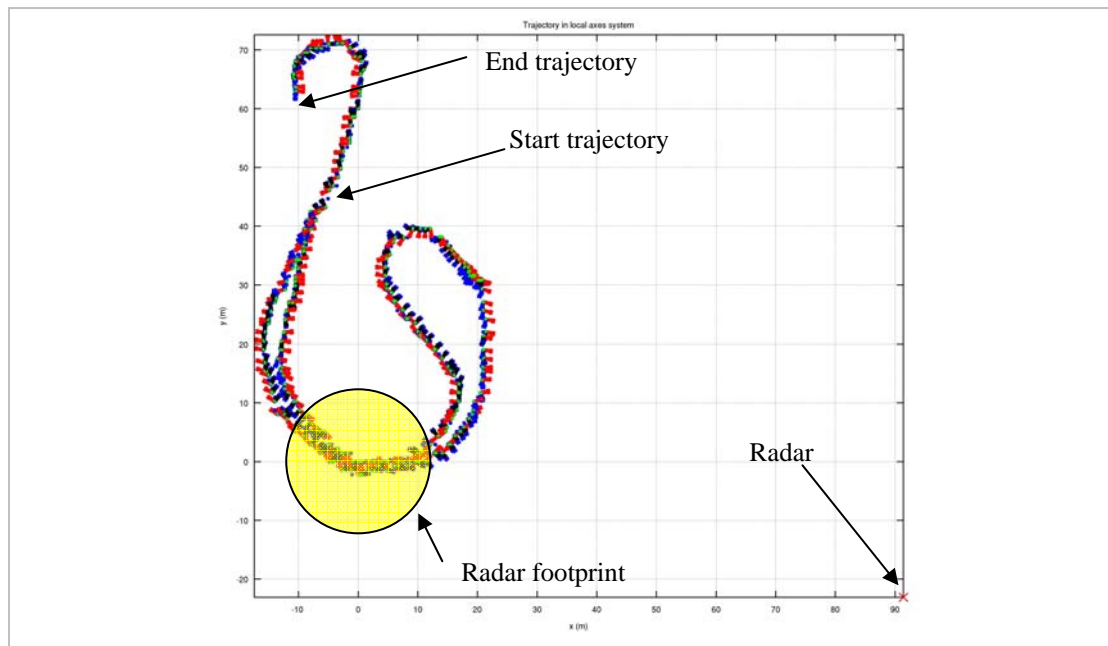 Trajectory in local axes system
70
End trajectory
60
Start trajectory
50
40
30
y (m)
20
10
Radar
0
-10
Radar footprint
-20
-10 0 10 20 30 40 50 60 70 80 90
x (m)